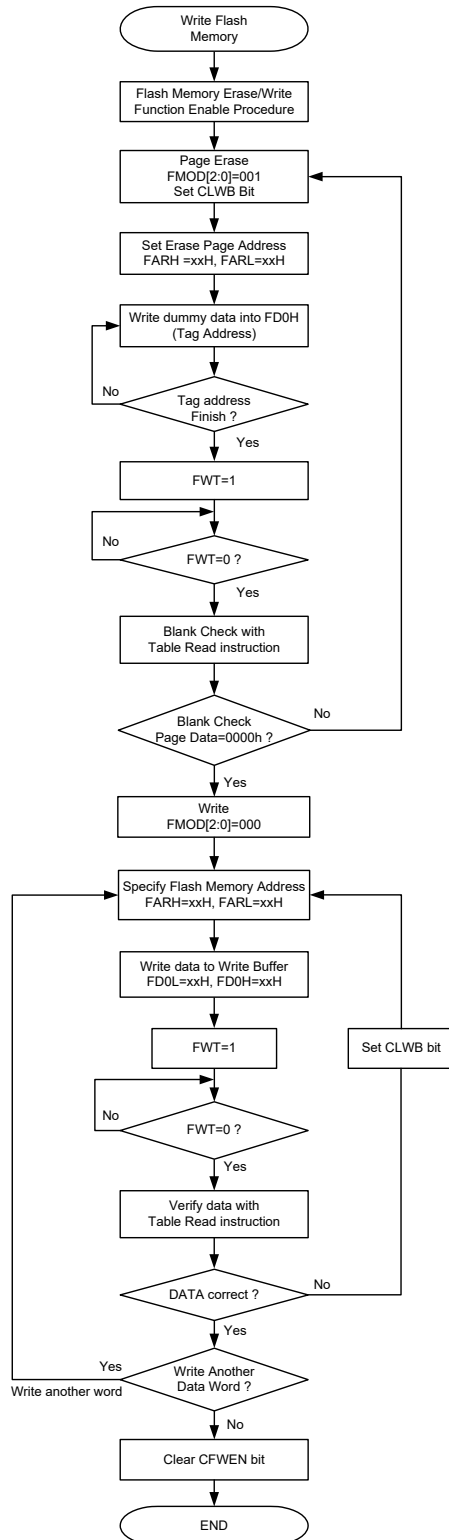 Write Flash
Memory
Flash Memory Erase/Write
Function Enable Procedure
Page Erase
FMOD[2:0]=001
Set CLWB Bit
Set Erase Page Address
FARH =xxH, FARL=xxH
Write dummy data into FD0H
(Tag Address)
No
Tag address
Finish ?
Yes
FWT=1
No
FWT=0 ?
Yes
Blank Check with
Table Read instruction
No
Blank Check
Page Data=0000h ?
Yes
Write
FMOD[2:0]=000
Specify Flash Memory Address
FARH=xxH, FARL=xxH
Write data to Write Buffer
FD0L=xxH, FD0H=xxH
FWT=1
Set CLWB bit
No
FWT=0 ?
Yes
Verify data with
Table Read instruction
No
DATA correct ?
Yes
Yes
Write another word
Write Another
Data Word ?
No
Clear CFWEN bit
END